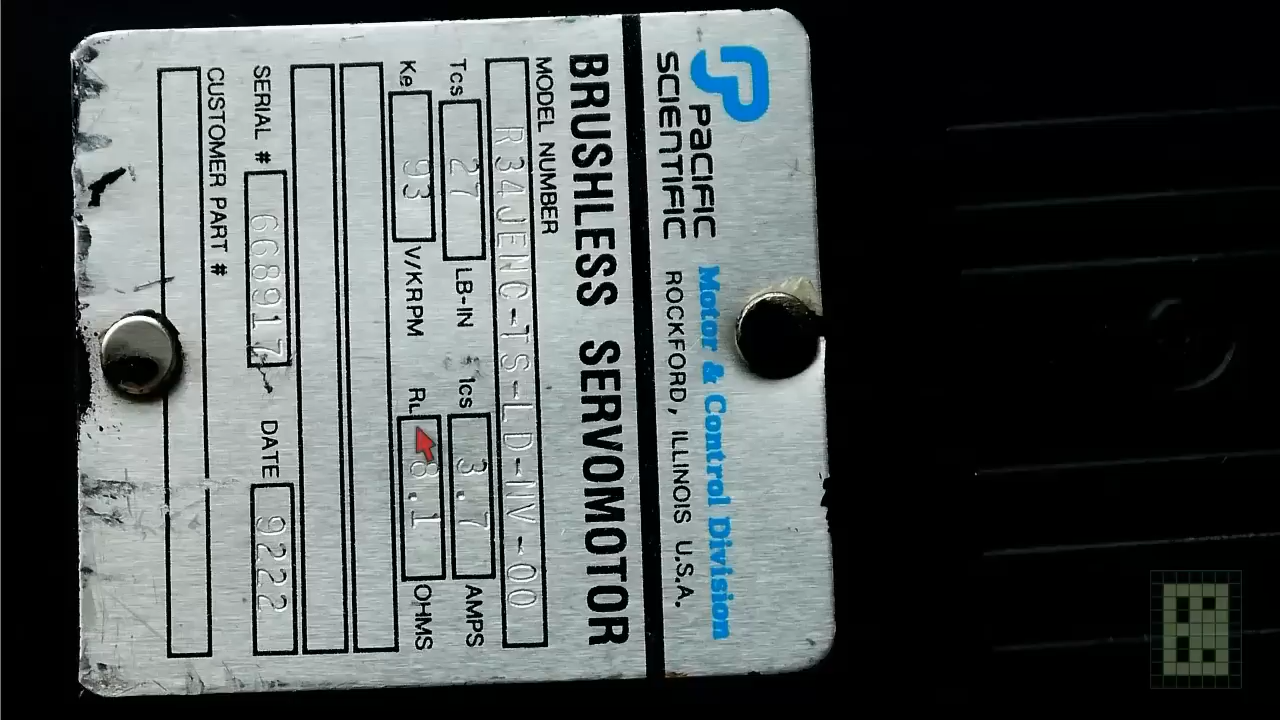 PACIFIC
SCIENTIFIC
Motor & Control Division
ROCKFORD, ILLINOIS U.S.A.
BRUSHLESS SERVOMOTOR
MODEL NUMBER
R34JENC-TS-LD-NV-00
Tcs 27 LB-IN Ics 3.7 AMPS
Ke 93 V/KRPM RL 8.1 OHMS
SERIAL # 668917 DATE 9222
CUSTOMER PART #